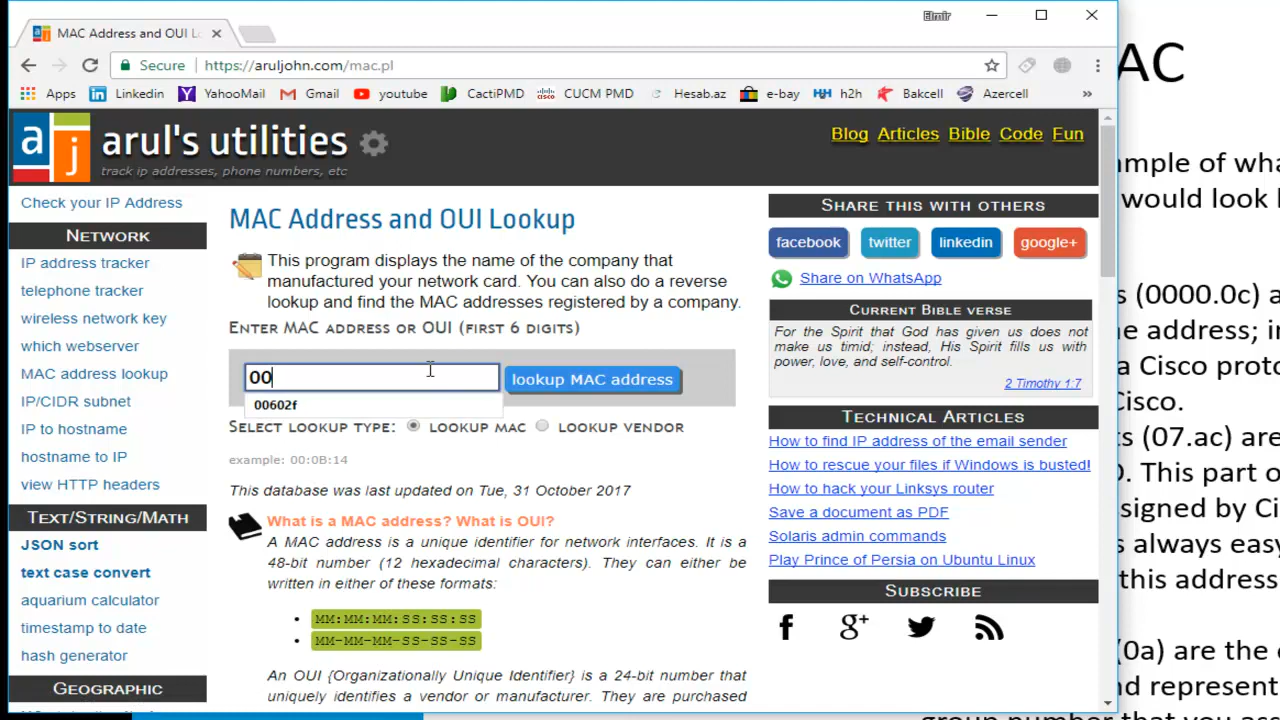 Elmir
MAC Address and OUI Lo
Secure
https://aruljohn.com/mac.pl
Apps
Linkedin
YahooMail
Gmail
youtube
CactiPMD
CUCM PMD
Hesab.az
e-bay
h2h
Bakcell
Azercell
»
aj
arul's utilities
track ip addresses, phone numbers, etc
Blog Articles Bible Code Fun
Check your IP Address
NETWORK
IP address tracker
telephone tracker
wireless network key
which webserver
MAC address lookup
IP/CIDR subnet
IP to hostname
hostname to IP
view HTTP headers
TEXT/STRING/MATH
JSON sort
text case convert
aquarium calculator
timestamp to date
hash generator
GEOGRAPHIC
MAC Address and OUI Lookup
This program displays the name of the company that
manufactured your network card. You can also do a reverse
lookup and find the MAC addresses registered by a company.
ENTER MAC ADDRESS OR OUI (FIRST 6 DIGITS)
00
lookup MAC address
00602f
SELECT LOOKUP TYPE: LOOKUP MAC LOOKUP VENDOR
example: 00:0B:14
This database was last updated on Tue, 31 October 2017
What is a MAC address? What is OUI?
A MAC address is a unique identifier for network interfaces. It is a
48-bit number (12 hexadecimal characters). They can either be
written in either of these formats:
• MM:MM:MM:SS:SS:SS
• MM-MM-MM-SS-SS-SS
An OUI {Organizationally Unique Identifier} is a 24-bit number that
uniquely identifies a vendor or manufacturer. They are purchased
SHARE THIS WITH OTHERS
facebook
twitter
linkedin
google+
Share on WhatsApp
CURRENT BIBLE VERSE
For the Spirit that God has given us does not
make us timid; instead, His Spirit fills us with
power, love, and self-control.
2 Timothy 1:7
TECHNICAL ARTICLES
How to find IP address of the email sender
How to rescue your files if Windows is busted!
How to hack your Linksys router
Save a document as PDF
Solaris admin commands
Play Prince of Persia on Ubuntu Linux
SUBSCRIBE
AC
mple of wha
would look l
s (0000.0c) a
e address; in
a Cisco proto
Cisco.
ts (07.ac) are
. This part o
signed by Ci
s always easy
this address
(0a) are the
nd represent
group number that you ass